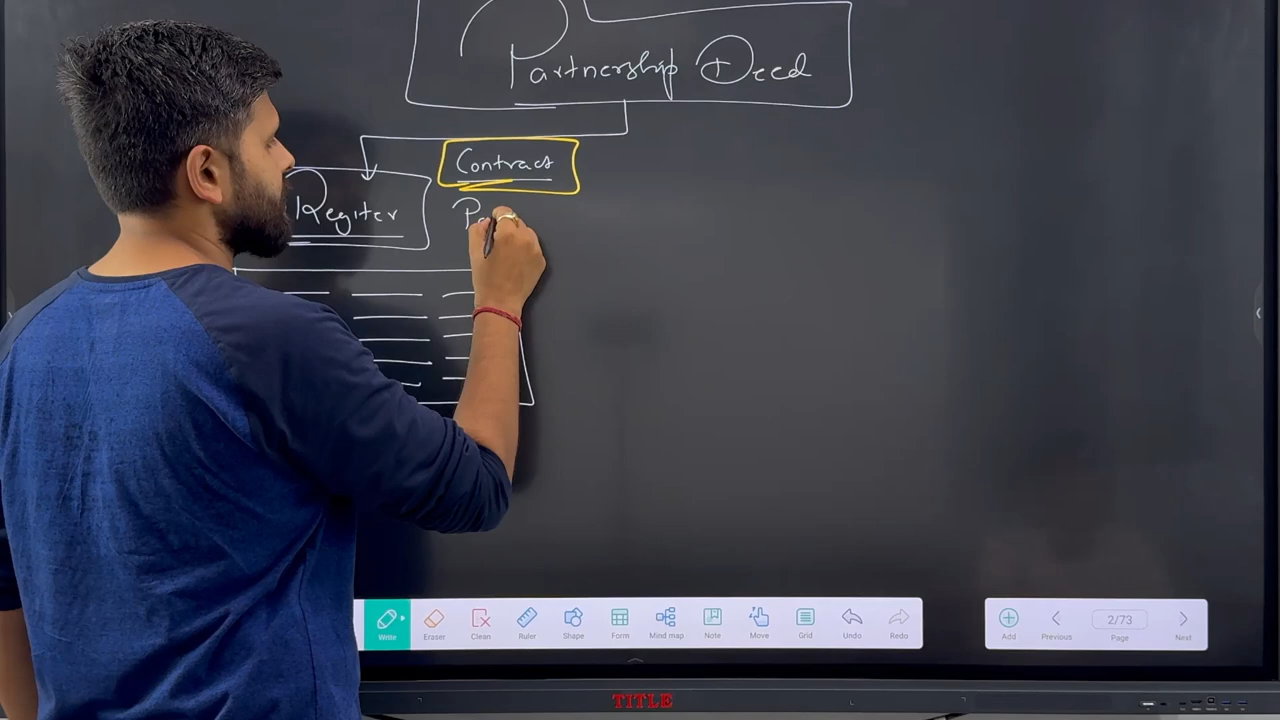 Partnership Deed
Contract
Regiter
Write
Eraser
Clean
Ruler
Shape
Form
Mind map
Note
Move
Grid
Undo
Redo
Add
Previous
2/73
Page
Next
TITLE